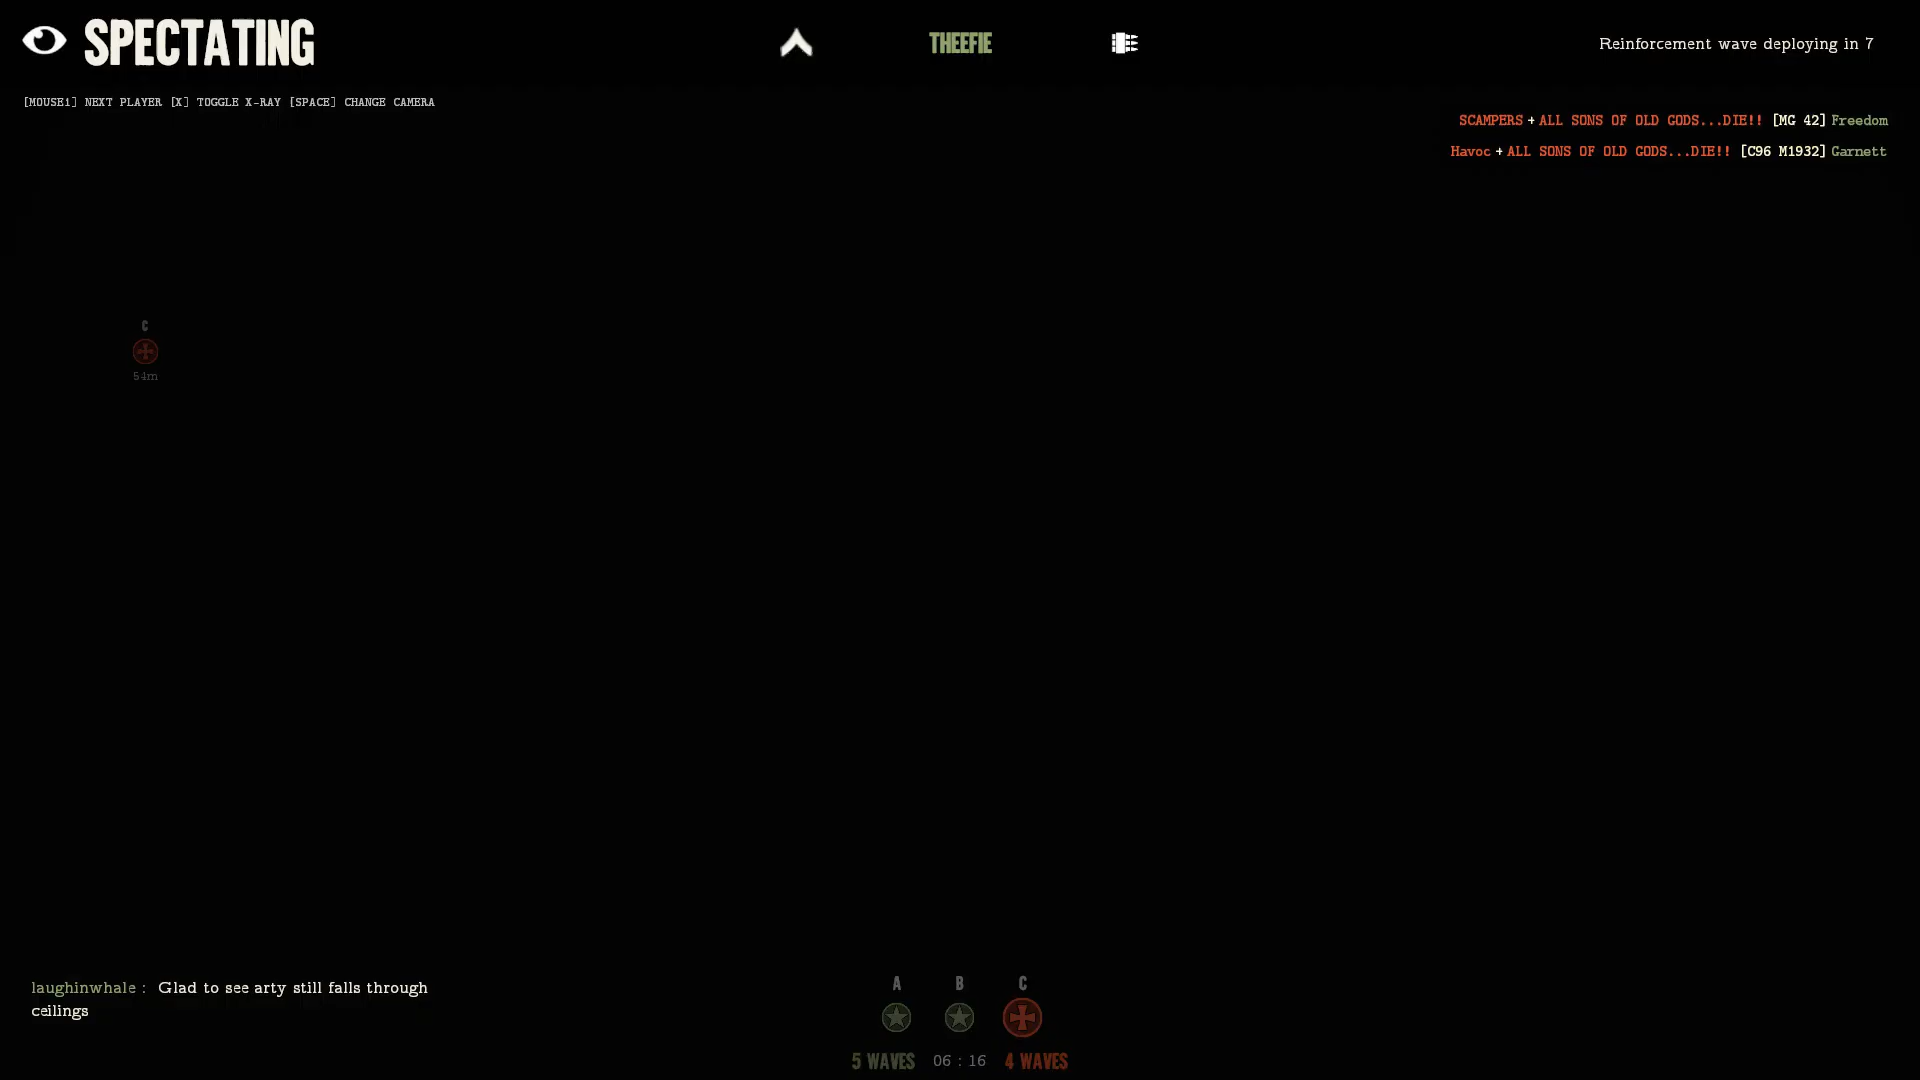 SPECTATING
THEEFIE
Reinforcement wave deploying in 7
[MOUSE1] NEXT PLAYER [X] TOGGLE X-RAY [SPACE] CHANGE CAMERA
SCAMPERS + ALL SONS OF OLD GODS...DIE!! [MG 42] Freedom
Havoc + ALL SONS OF OLD GODS...DIE!! [C96 M1932] Garnett
C
54m
laughinwhale : Glad to see arty still falls through
ceilings
A B C
5 WAVES 06 : 16 4 WAVES